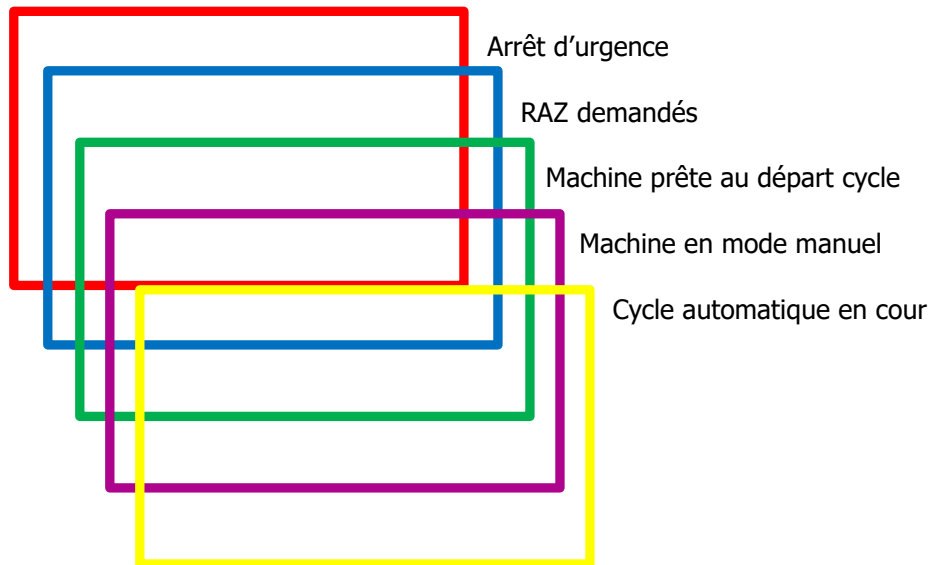 Arrêt d’urgence
RAZ demandés
Machine prête au départ cycle
Machine en mode manuel
Cycle automatique en cour